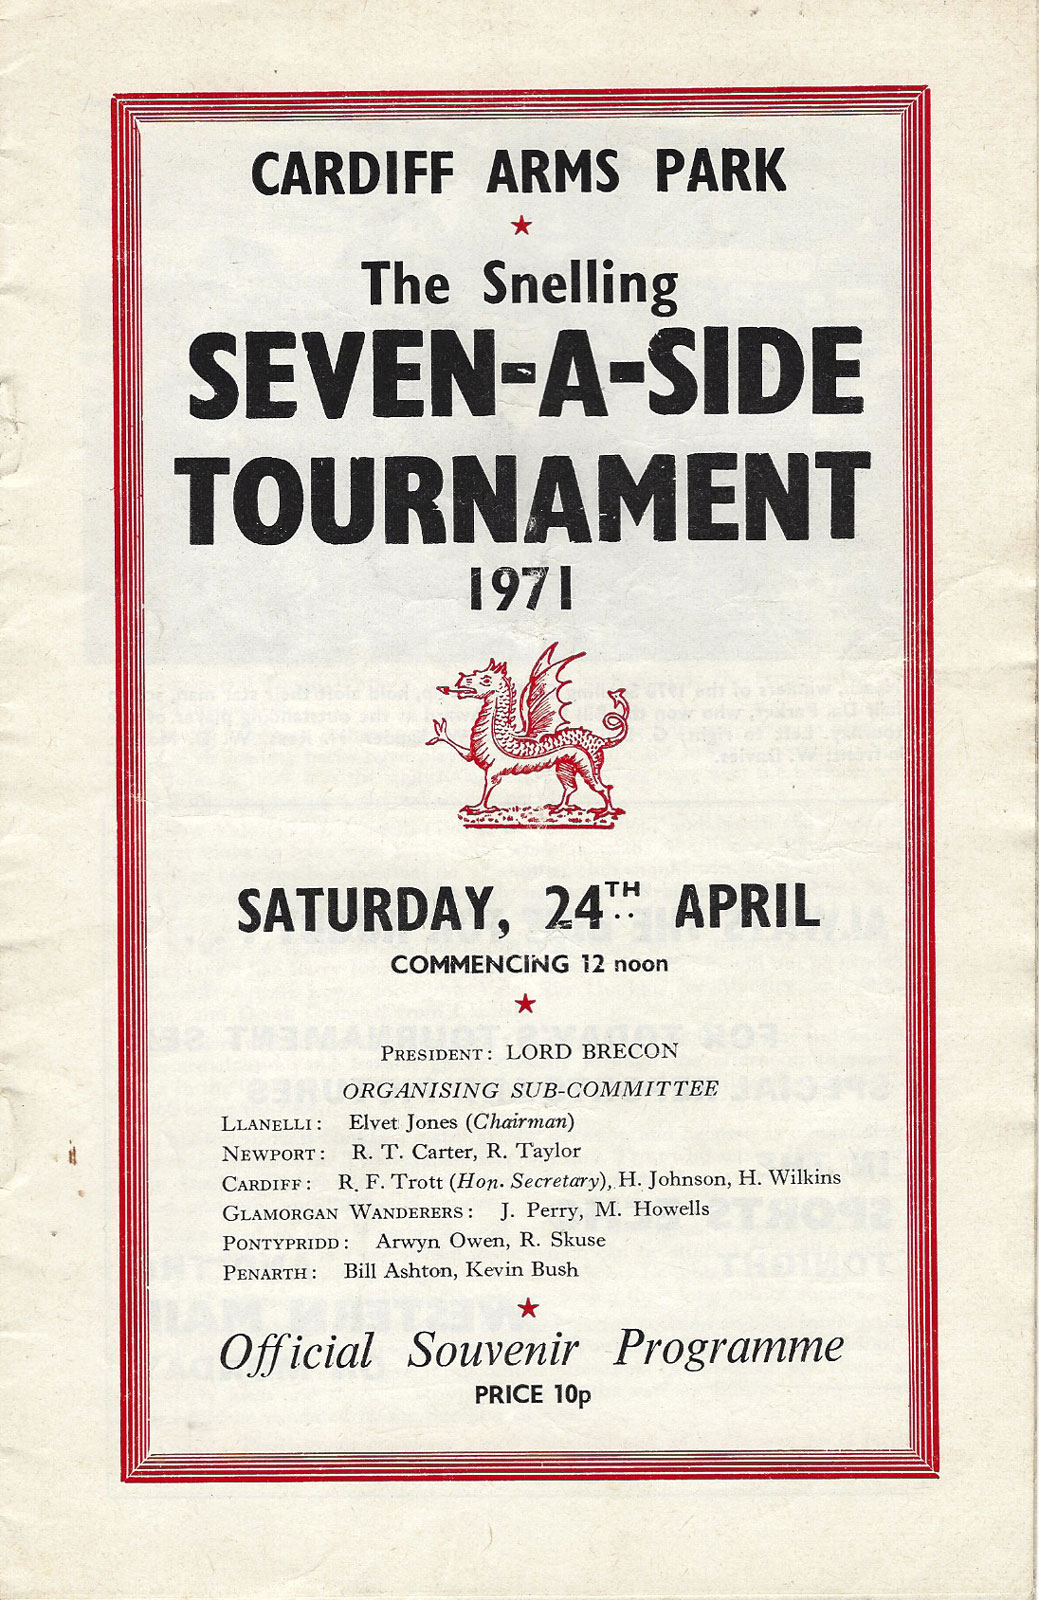 CARDIFF ARMS PARK
The Snelling
SEVEN-A-SIDE
TOURNAMENT
1971
SATURDAY, 24TH APRIL
COMMENCING 12 noon
PRESIDENT: LORD BRECON
ORGANISING SUB-COMMITTEE
LLANELLI: Elvet Jones (Chairman)
NEWPORT: R. T. Carter, R. Taylor
CARDIFF: R. F. Trott (Hon. Secretary), H. Johnson, H. Wilkins
GLAMORGAN WANDERERS: J. Perry, M. Howells
PONTYPRIDD: Arwyn Owen, R. Skuse
PENARTH: Bill Ashton, Kevin Bush
Official Souvenir Programme
PRICE 10p